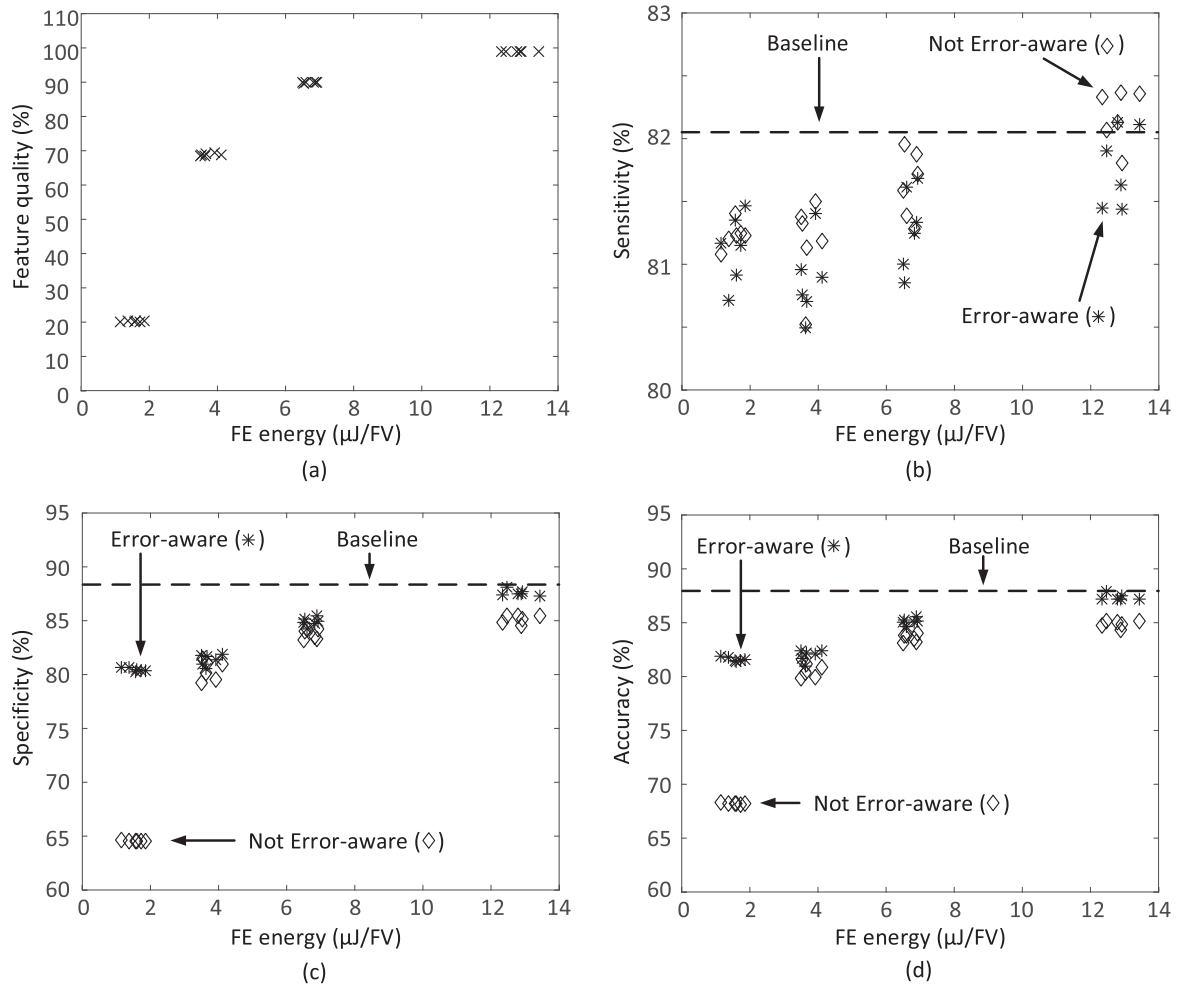 110
100
90
80
70
60
50
40
30
20
10
0
Feature quality (%)
0 2 4 6 8 10 12 14
FE energy (μJ/FV)
(a)
83
82
81
80
Sensitivity (%)
Baseline
Not Error-aware (◇)
Error-aware (✳)
0 2 4 6 8 10 12 14
FE energy (μJ/FV)
(b)
95
90
85
80
75
70
65
60
Specificity (%)
Error-aware (✳)
Baseline
Not Error-aware (◇)
0 2 4 6 8 10 12 14
FE energy (μJ/FV)
(c)
95
90
85
80
75
70
65
60
Accuracy (%)
Error-aware (✳)
Baseline
Not Error-aware (◇)
0 2 4 6 8 10 12 14
FE energy (μJ/FV)
(d)